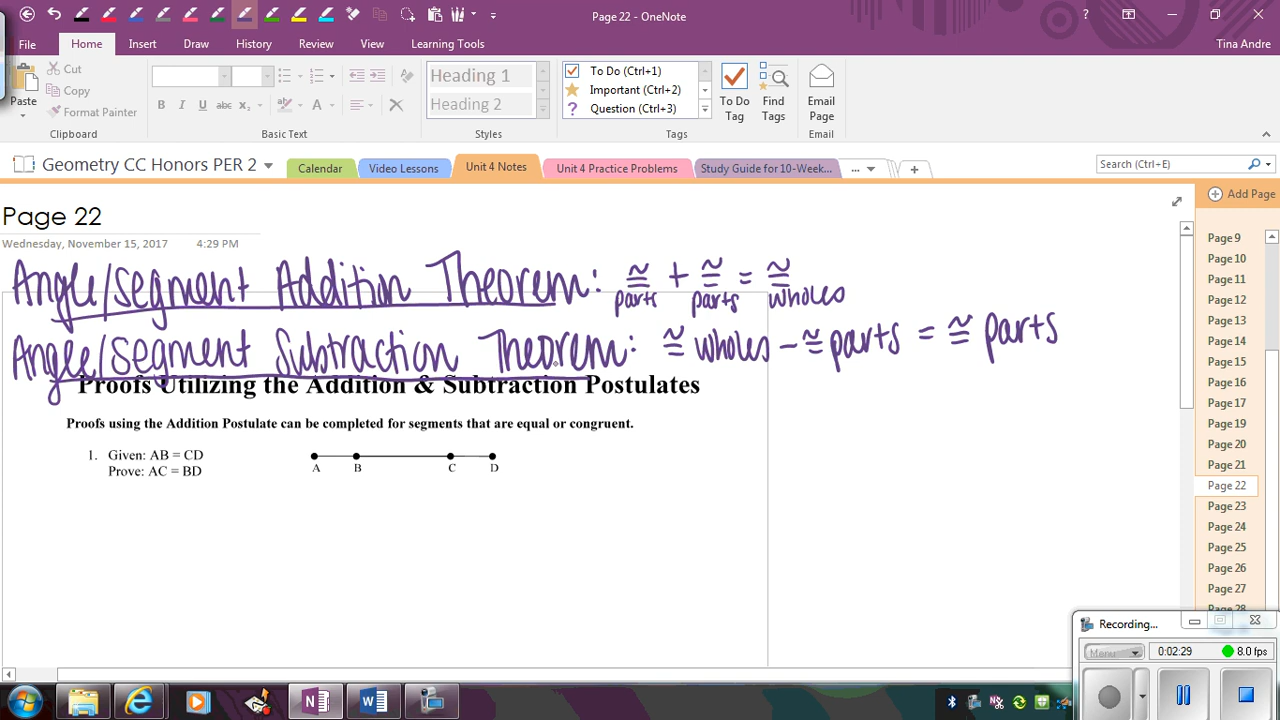 Page 22 - OneNote
Tina Andre
File Home Insert Draw History Review View Learning Tools
Paste
Cut
Copy
Format Painter
Clipboard
B I U abc x₂ A
Basic Text
Heading 1
Heading 2
Styles
To Do (Ctrl+1)
Important (Ctrl+2)
Question (Ctrl+3)
To Do Tag
Find Tags
Tags
Email Page
Email
Geometry CC Honors PER 2
Calendar Video Lessons Unit 4 Notes Unit 4 Practice Problems Study Guide for 10-Week... ...
Search (Ctrl+E)
Add Page
Page 22
Wednesday, November 15, 2017 4:29 PM
Angle/Segment Addition Theorem: ≅ parts + ≅ parts = ≅ wholes
Angle/Segment Subtraction Theorem: ≅ wholes - ≅ parts = ≅ parts
Proofs Utilizing the Addition & Subtraction Postulates
Proofs using the Addition Postulate can be completed for segments that are equal or congruent.
1. Given: AB = CD
Prove: AC = BD
A B C D
Page 9
Page 10
Page 11
Page 12
Page 13
Page 14
Page 15
Page 16
Page 17
Page 18
Page 19
Page 20
Page 21
Page 22
Page 23
Page 24
Page 25
Page 26
Page 27
Page 28
Recording...
Menu 0:02:29 8.0 fps